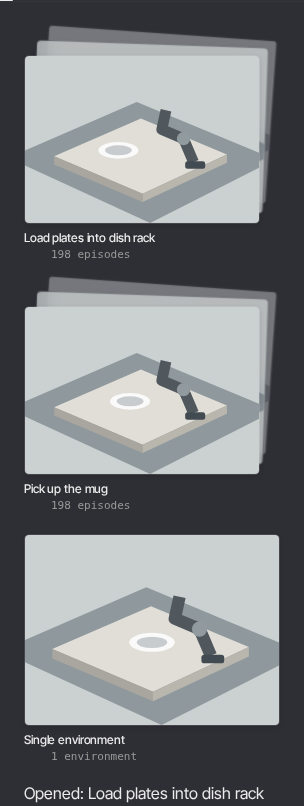 Load plates into dish rack
198 episodes
Pick up the mug
198 episodes
Single environment
1 environment
Opened: Load plates into dish rack